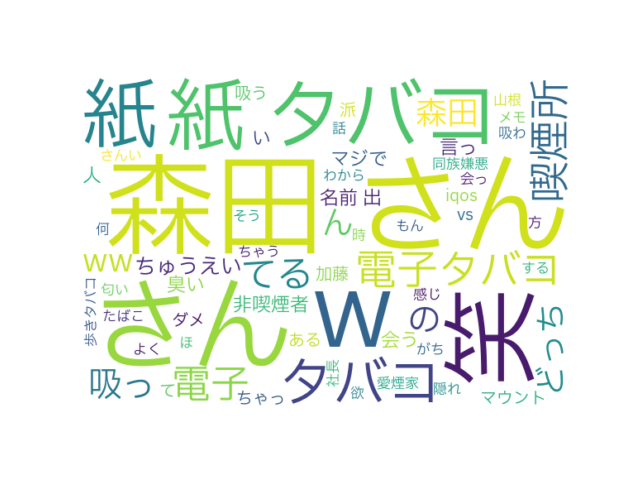 紙 紙タバコ
吸う
派
森田
山根
メモ
喫煙所
話
い
吸わ
言っ
マジで
同族嫌悪
さんい
人
森田 さん
わから
会っ
名前 出
iqos
vs
ん
時
そう
もん
方
何
ww
ちゅうえい
ちゃう
てる
加藤
電子タバコ
する
歩きタバコ
匂い
臭い
さん
w
の
感じ
笑
どっち
たばこ
ダメ
非喫煙者
ある
会う
がち
よく
ほ
吸っ
て
電子
ちゃっ
タバコ
社長
欲
愛煙家
隠れ
マウント